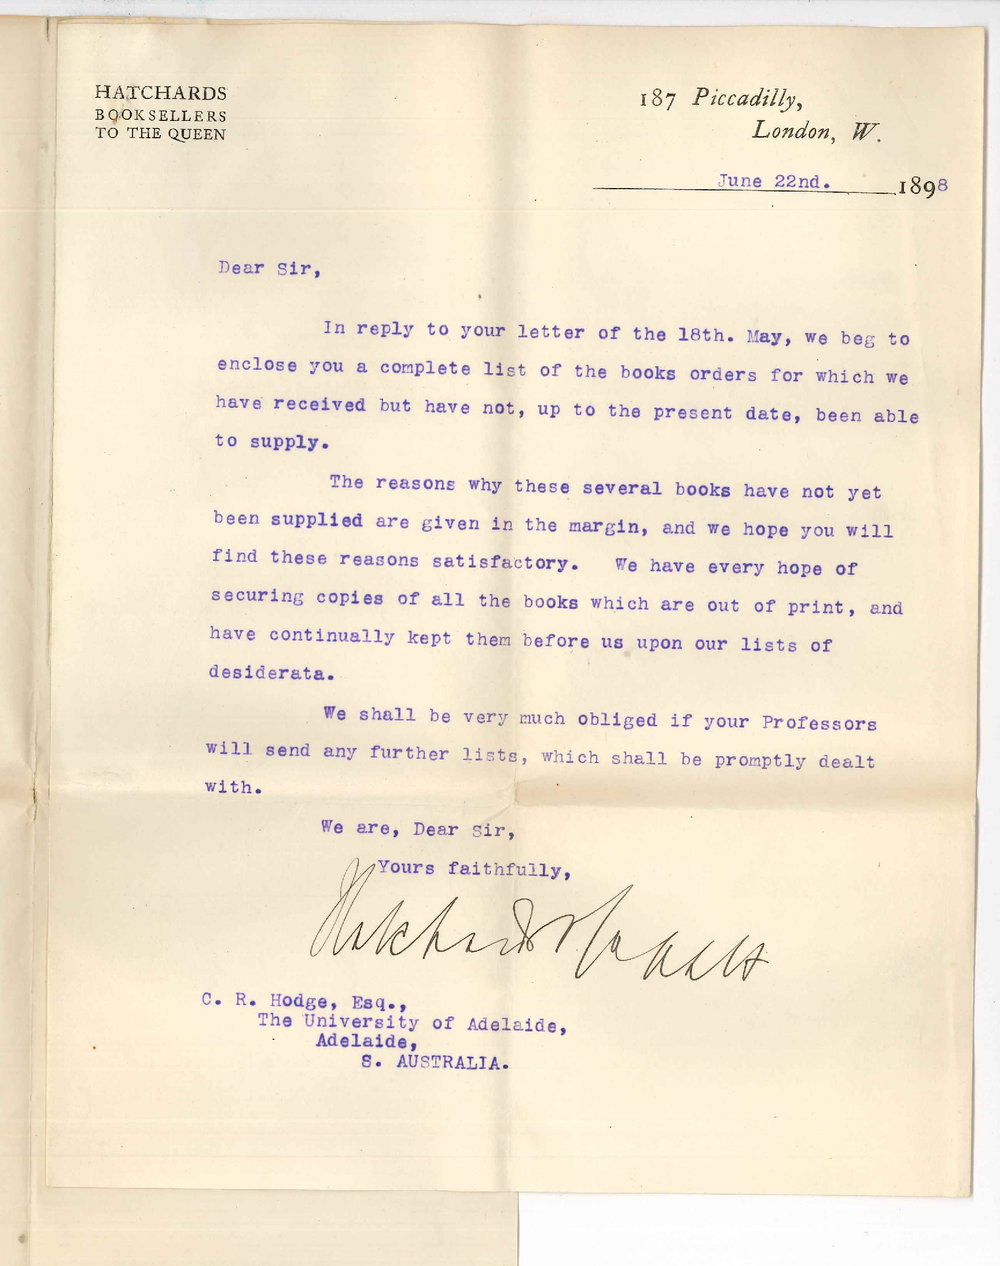 HATCHARDS
BOOKSELLERS
TO THE QUEEN
187 Piccadilly,
London, W.
June 22nd. 1898
Dear Sir,
In reply to your letter of the 18th. May, we beg to
enclose you a complete list of the books orders for which we
have received but have not, up to the present date, been able
to supply.
The reasons why these several books have not yet
been supplied are given in the margin, and we hope you will
find these reasons satisfactory. We have every hope of
securing copies of all the books which are out of print, and
have continually kept them before us upon our lists of
desiderata.
We shall be very much obliged if your Professors
will send any further lists, which shall be promptly dealt
with.
We are, Dear Sir,
Yours faithfully,
Hatchards
C. R. Hodge, Esq.,
The University of Adelaide,
Adelaide,
S. AUSTRALIA.